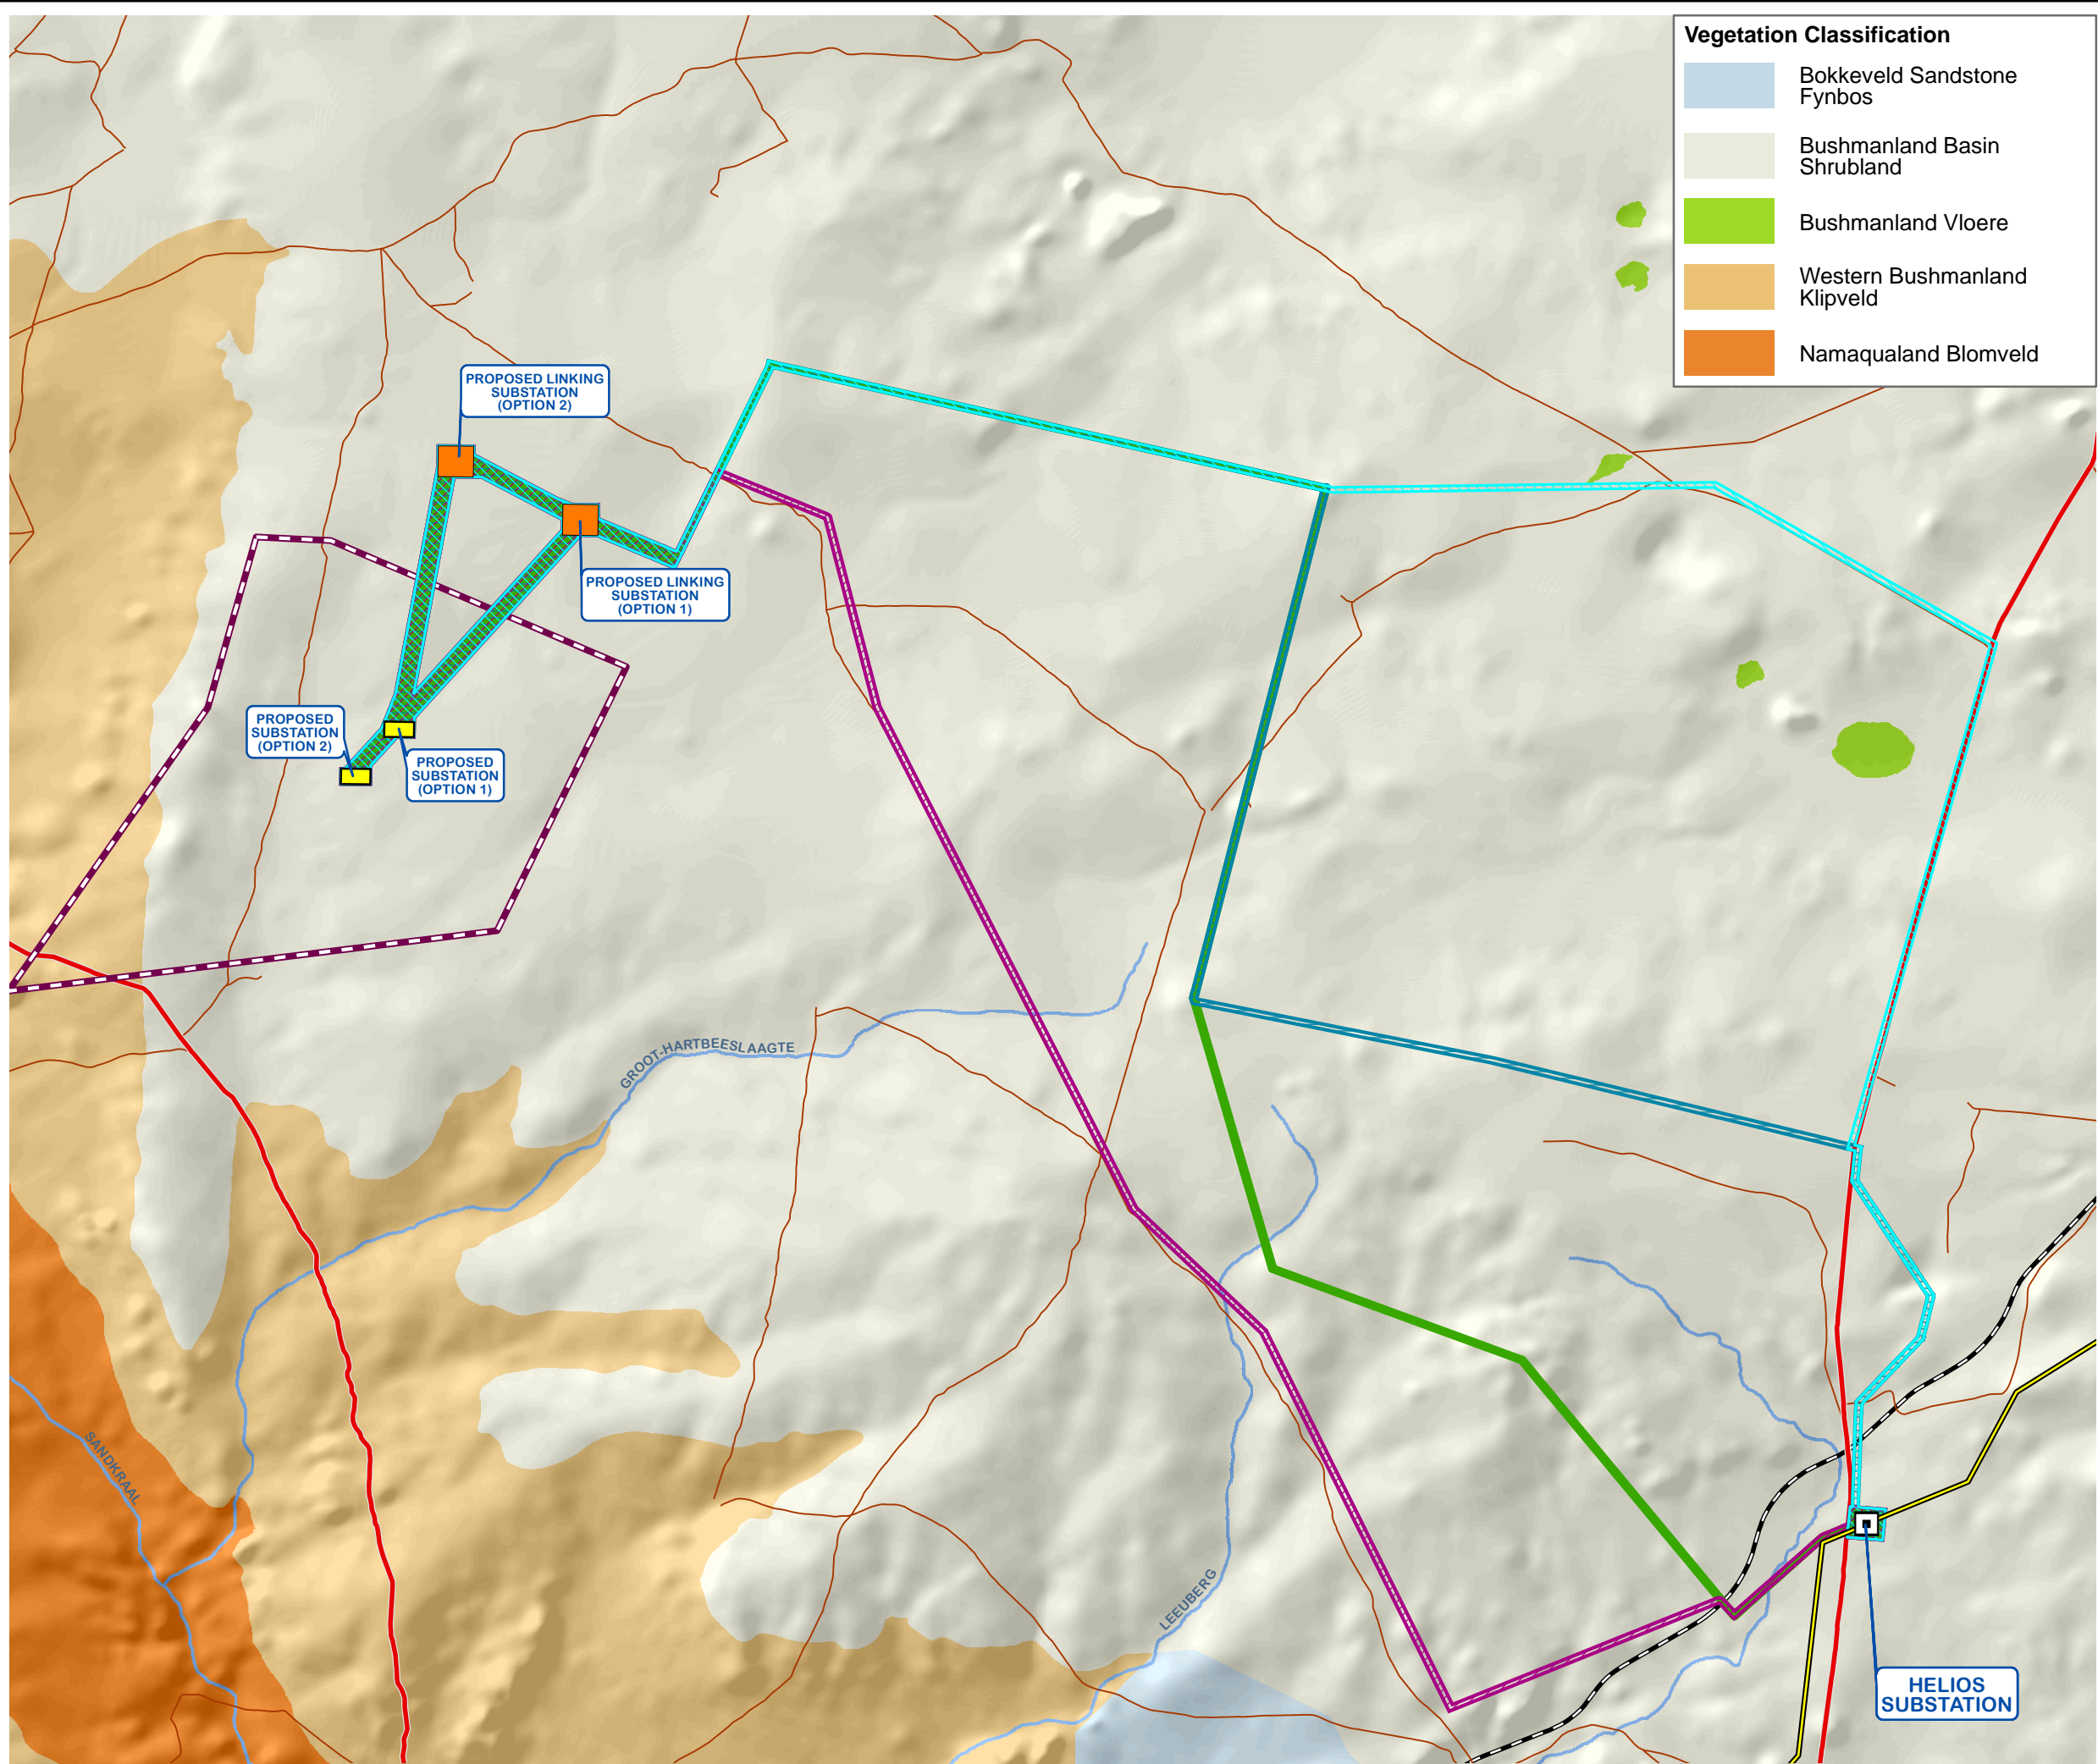 Vegetation Classification
Bokkeveld Sandstone
Fynbos
Bushmanland Basin
Shrubland
Bushmanland Vloere
Western Bushmanland
Klipveld
Namaqualand Blomveld
PROPOSED LINKING
SUBSTATION
(OPTION 2)
PROPOSED LINKING
SUBSTATION
(OPTION 1)
PROPOSED
SUBSTATION
(OPTION 2)
PROPOSED
SUBSTATION
(OPTION 1)
GROOT-HARTBEESLAAGTE
SANDKRAAL
LEEUBERG
HELIOS
SUBSTATION